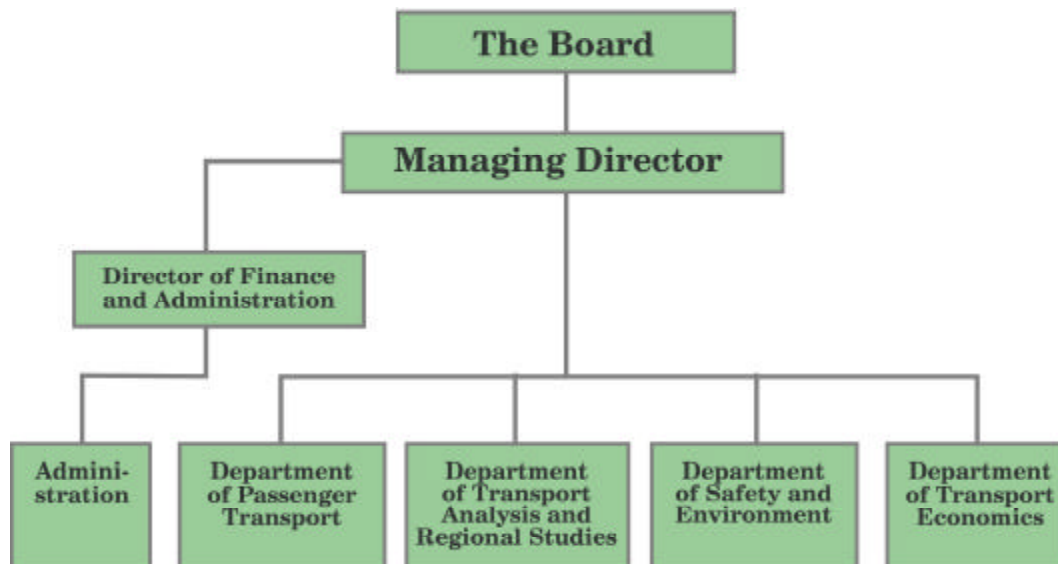 The Board
Managing Director
Director of Finance
and Administration
Admini-
stration
Department
of Passenger
Transport
Department
of Transport
Analysis and
Regional Studies
Department
of Safety and
Environment
Department
of Transport
Economics